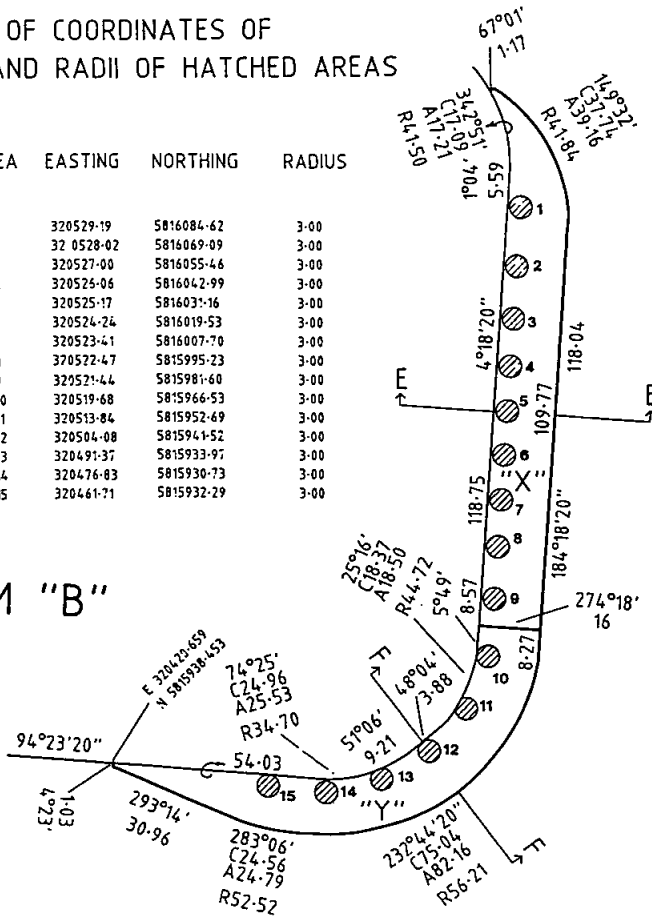 OF COORDINATES OF
AND RADII OF HATCHED AREAS
EA EASTING NORTHING RADIUS
320529·19 5816084·62 3·00
32 0528·02 5816069·09 3·00
320527·00 5816055·46 3·00
320526·06 5816042·99 3·00
320525·17 5816031·16 3·00
320524·24 5816019·53 3·00
320523·41 5816007·70 3·00
320522·47 5815995·23 3·00
320521·44 5815981·60 3·00
0 320519·68 5815966·53 3·00
1 320513·84 5815952·69 3·00
2 320504·08 5815941·52 3·00
3 320491·37 5815933·97 3·00
4 320476·83 5815930·73 3·00
5 320461·71 5815932·29 3·00
M "B"
67°01'
1·17
149°32'
C37·74
A39·16
R41·84
342°51'
C17·09
A17·21
R41·50
1°04'
5·59
1
2
3
4
5
6
7
8
9
10
11
12
13
14
15
4°18'20"
118·04
E
109·77
E
"X"
118·75
184°18'20"
25°16'
C18·37
A18·50
R44·72
5°49'
8·57
274°18'
16
8·27
E 320420·659
N 5815938·453
74°25'
C24·96
A25·53
R34·70
F
48°04'
3·88
51°06'
9·21
94°23'20"
54·03
1·03
4°23'
293°14'
30·96
"Y"
283°06'
C24·56
A24·79
R52·52
232°44'20"
C75·04
A82·16
R56·21
F